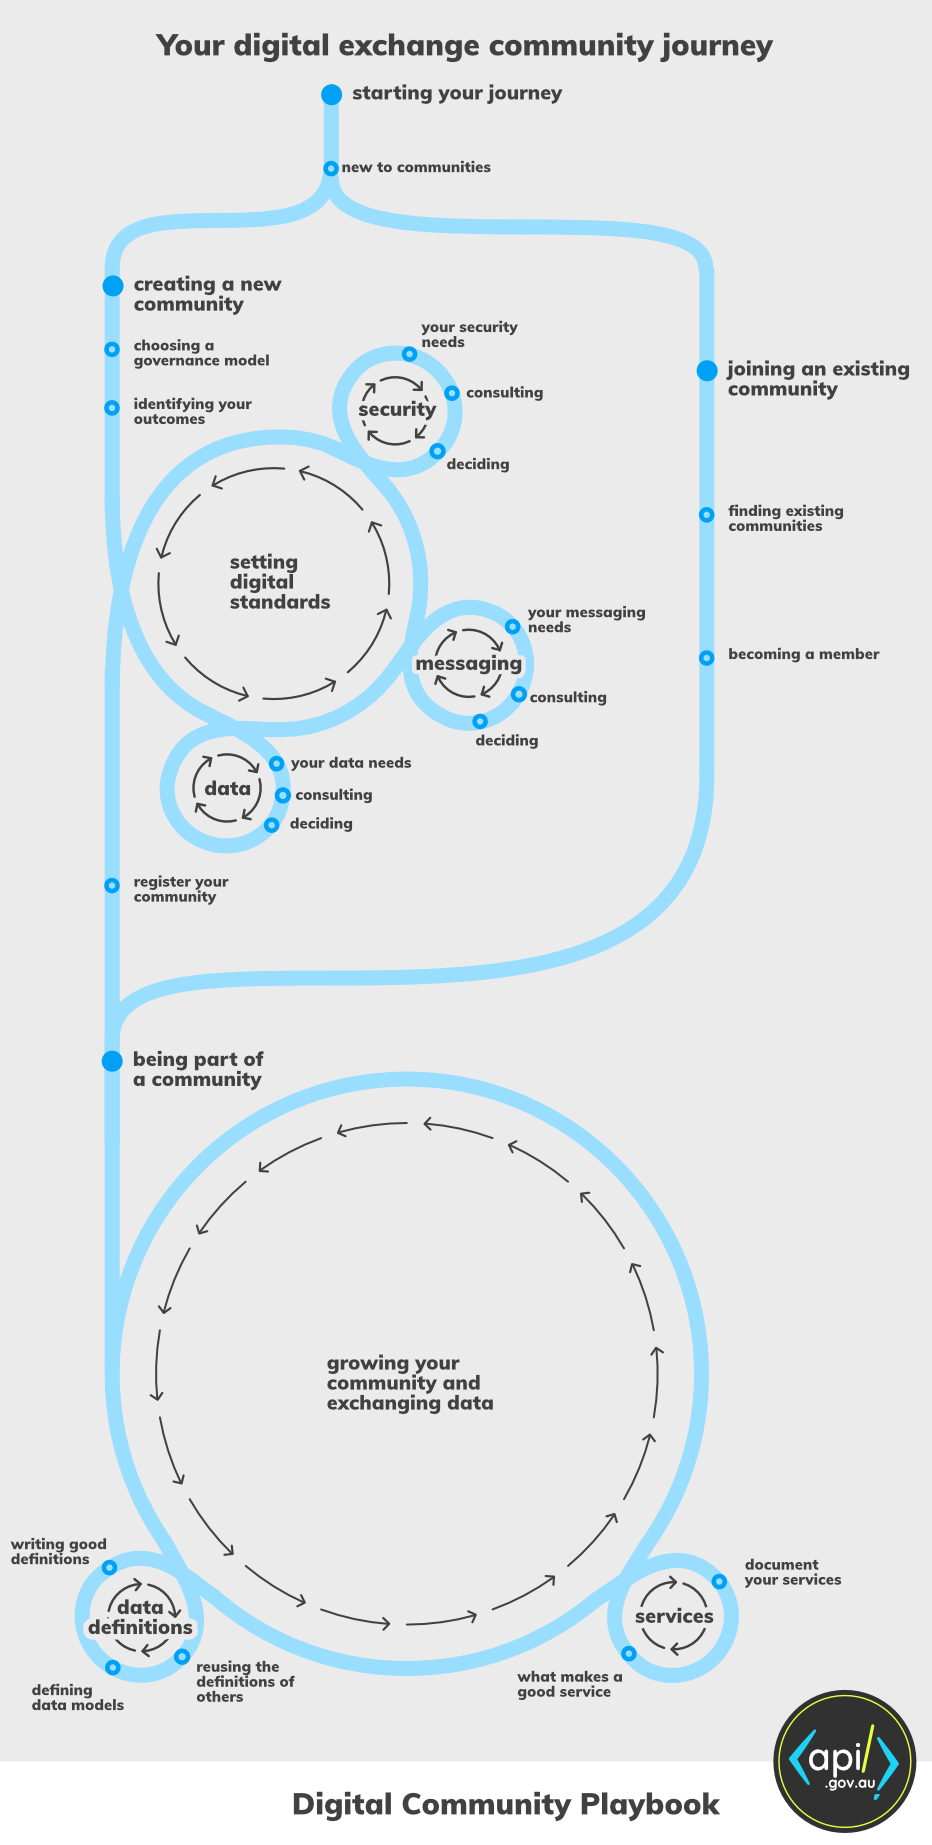 Your digital exchange community journey
starting your journey
new to communities
creating a new
community
choosing a
governance model
identifying your
outcomes
your security
needs
consulting
security
deciding
joining an existing
community
finding existing
communities
becoming a member
setting
digital
standards
your messaging
needs
messaging
consulting
deciding
your data needs
data
consulting
deciding
register your
community
being part of
a community
growing your
community and
exchanging data
writing good
definitions
data
definitions
reusing the
definitions of
others
defining
data models
document
your services
services
what makes a
good service
api
.gov.au
Digital Community Playbook